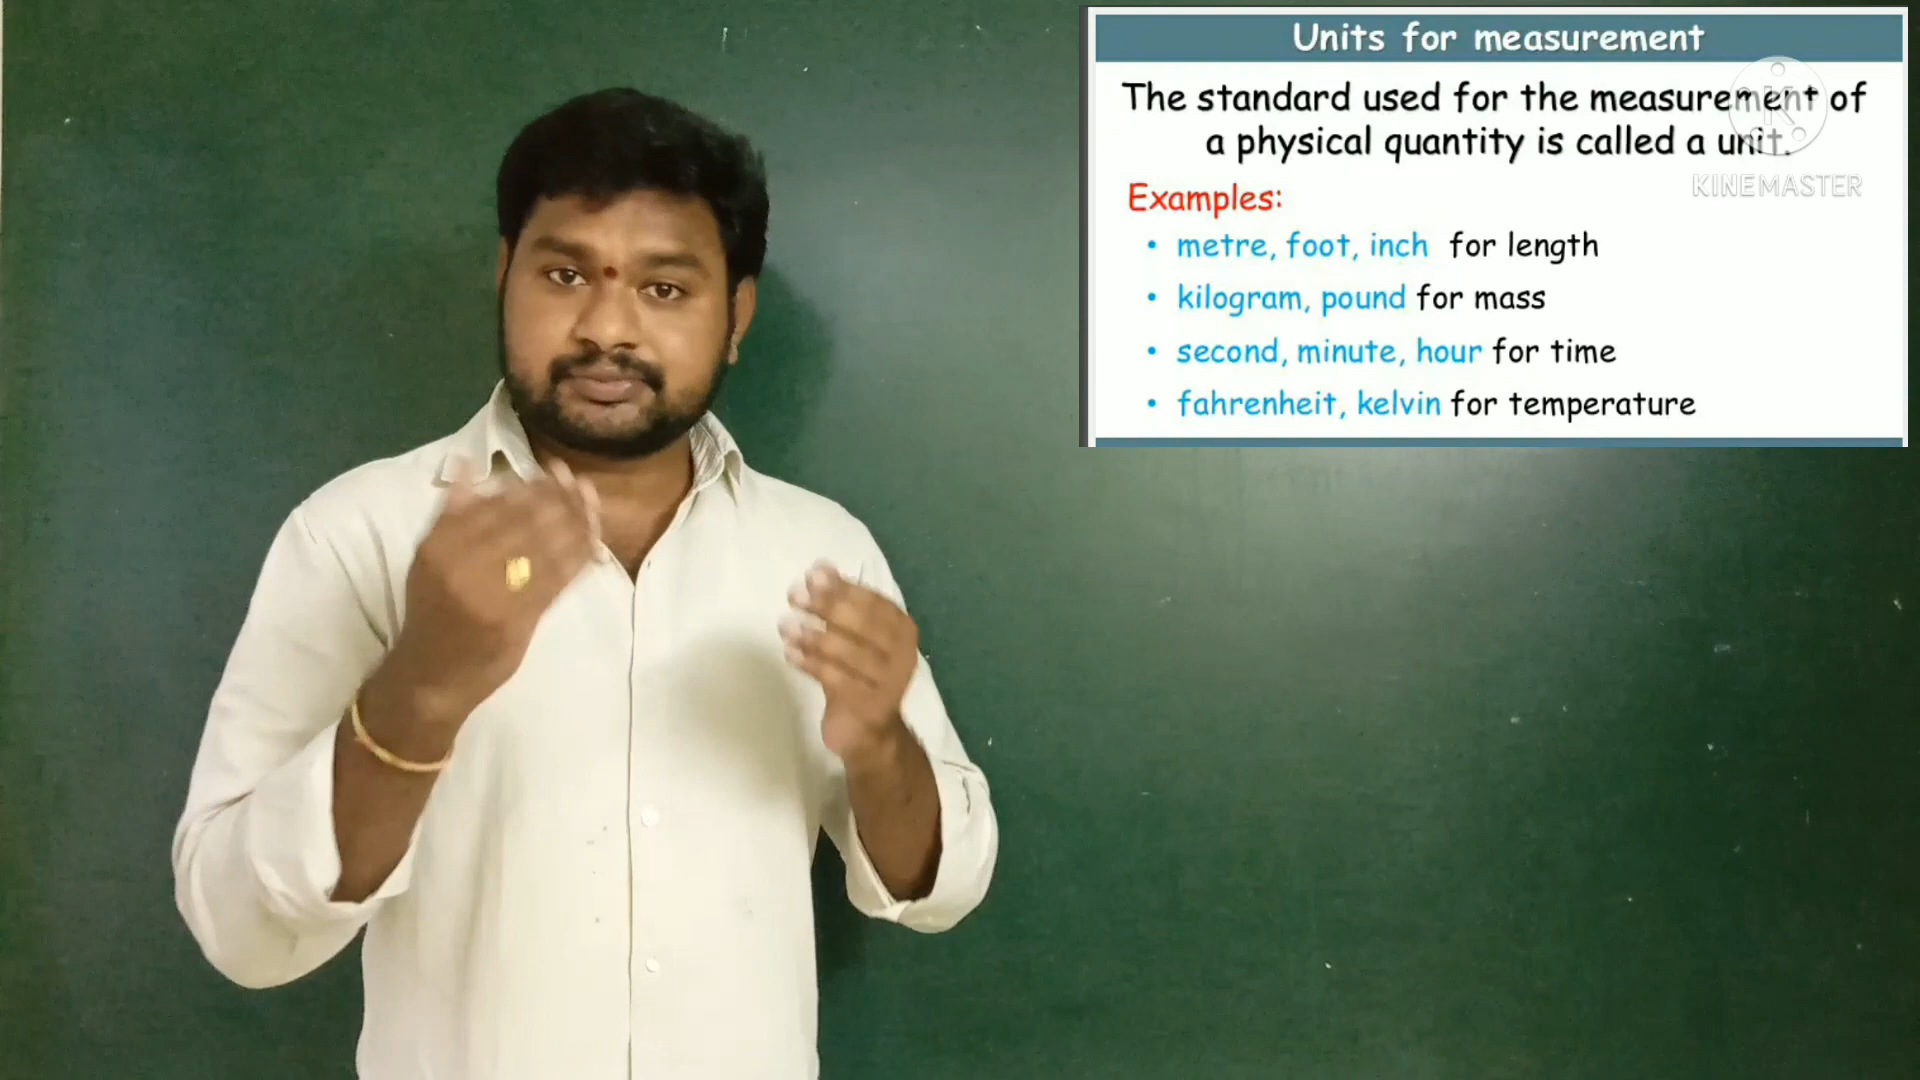 Units for measurement
The standard used for the measurement of
a physical quantity is called a unit.
KINEMASTER
Examples:
• metre, foot, inch for length
• kilogram, pound for mass
• second, minute, hour for time
• fahrenheit, kelvin for temperature